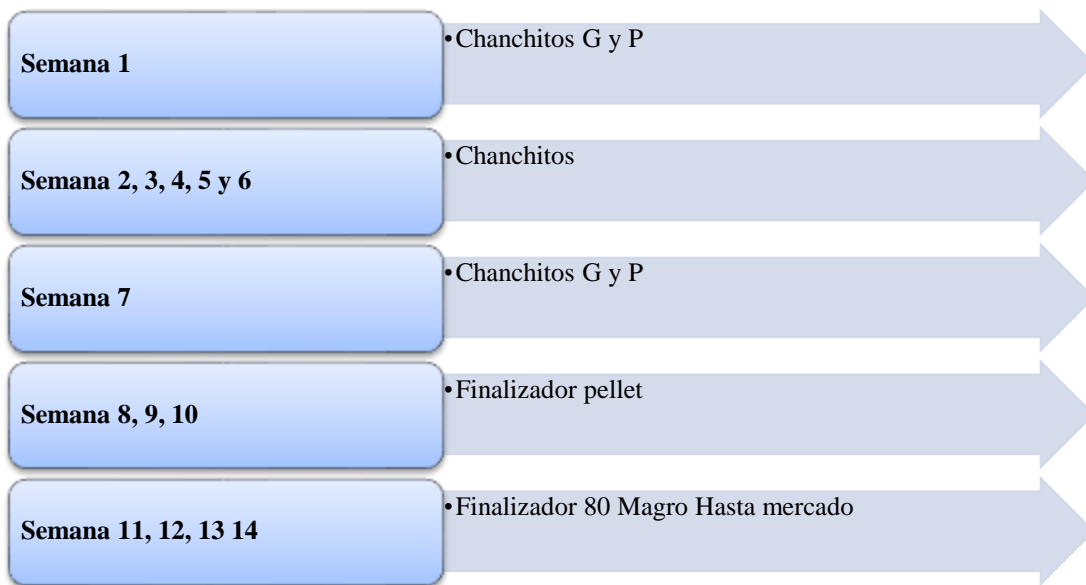 Semana 1
•Chanchitos G y P
Semana 2, 3, 4, 5 y 6
•Chanchitos
Semana 7
•Chanchitos G y P
Semana 8, 9, 10
•Finalizador pellet
Semana 11, 12, 13 14
•Finalizador 80 Magro Hasta mercado